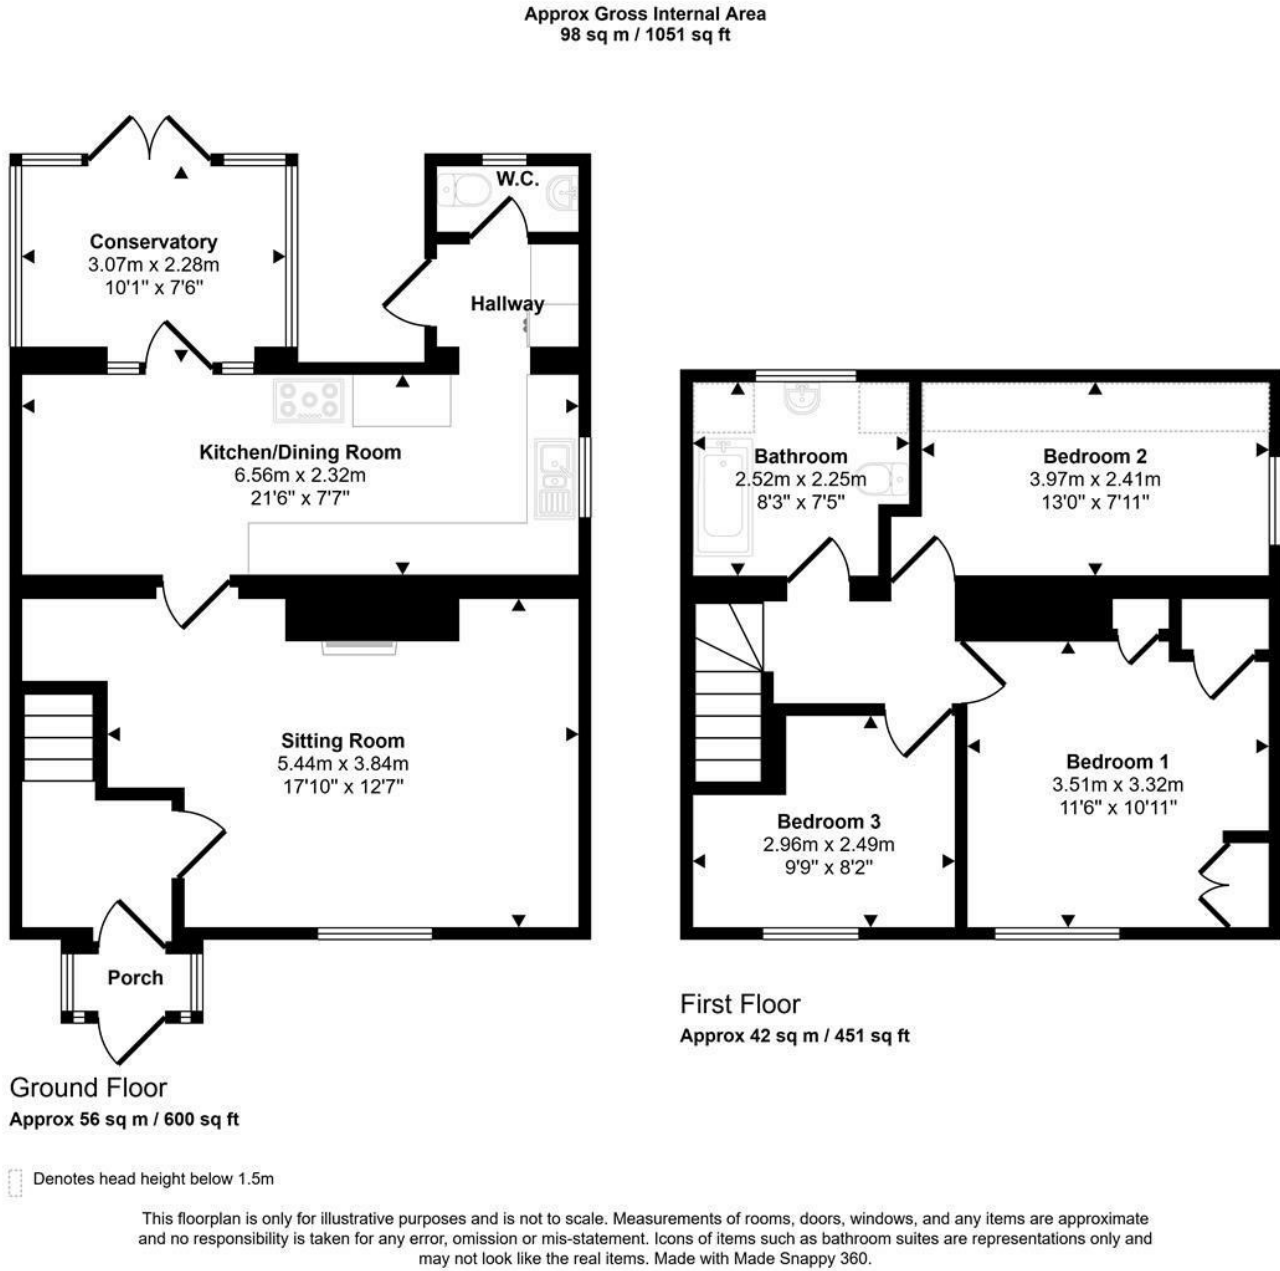 Approx Gross Internal Area
98 sq m / 1051 sq ft
W.C.
Conservatory
3.07m x 2.28m
10'1" x 7'6"
Hallway
Kitchen/Dining Room
6.56m x 2.32m
21'6" x 7'7"
Sitting Room
5.44m x 3.84m
17'10" x 12'7"
Porch
Ground Floor
Approx 56 sq m / 600 sq ft
Bathroom
2.52m x 2.25m
8'3" x 7'5"
Bedroom 2
3.97m x 2.41m
13'0" x 7'11"
Bedroom 1
3.51m x 3.32m
11'6" x 10'11"
Bedroom 3
2.96m x 2.49m
9'9" x 8'2"
First Floor
Approx 42 sq m / 451 sq ft
Denotes head height below 1.5m
This floorplan is only for illustrative purposes and is not to scale. Measurements of rooms, doors, windows, and any items are approximate
and no responsibility is taken for any error, omission or mis-statement. Icons of items such as bathroom suites are representations only and
may not look like the real items. Made with Made Snappy 360.